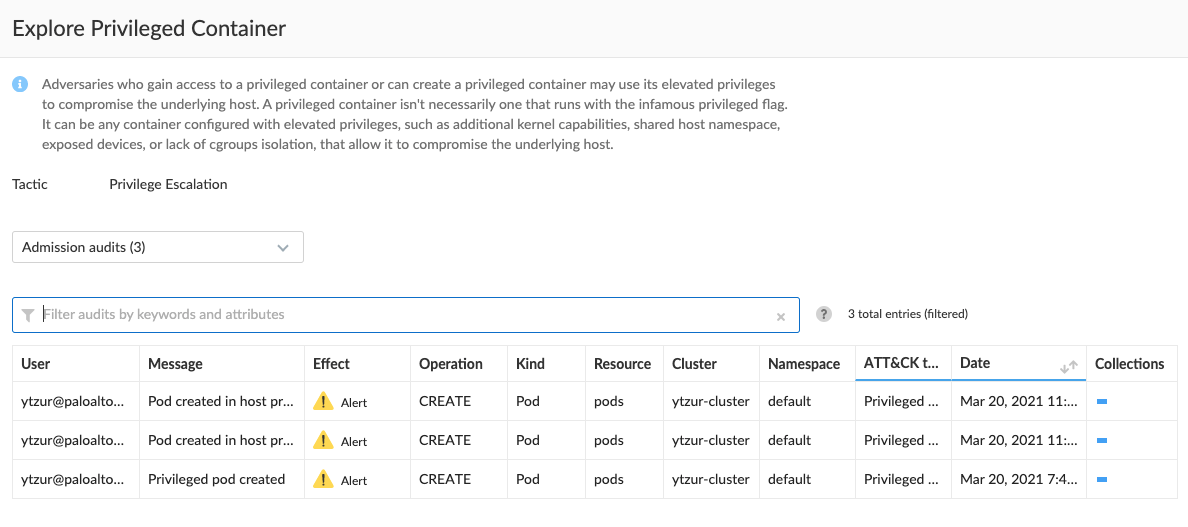 Explore Privileged Container
Adversaries who gain access to a privileged container or can create a privileged container may use its elevated privileges
to compromise the underlying host. A privileged container isn't necessarily one that runs with the infamous privileged flag.
It can be any container configured with elevated privileges, such as additional kernel capabilities, shared host namespace,
exposed devices, or lack of cgroups isolation, that allow it to compromise the underlying host.
Tactic Privilege Escalation
Admission audits (3)
Filter audits by keywords and attributes × ? 3 total entries (filtered)
User Message Effect Operation Kind Resource Cluster Namespace ATT&CK t... Date Collections
ytzur@paloalto... Pod created in host pr... Alert CREATE Pod pods ytzur-cluster default Privileged ... Mar 20, 2021 11:...
ytzur@paloalto... Pod created in host pr... Alert CREATE Pod pods ytzur-cluster default Privileged ... Mar 20, 2021 11:...
ytzur@paloalto... Privileged pod created Alert CREATE Pod pods ytzur-cluster default Privileged ... Mar 20, 2021 7:4...